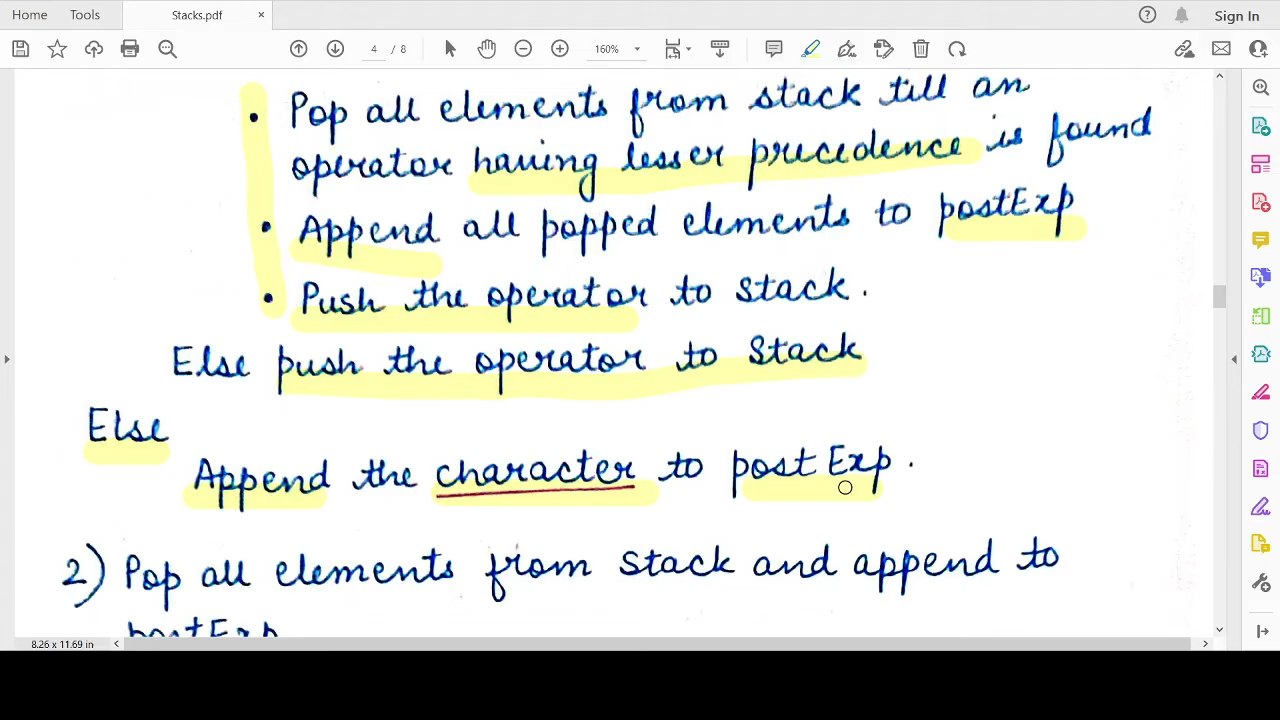 Home Tools Stacks.pdf × Sign In
4 / 8 160%
• Pop all elements from stack till an
operator having lesser precedence is found
• Append all popped elements to postExp
• Push the operator to stack.
Else push the operator to Stack
Else
Append the character to postExp.
2) Pop all elements from Stack and append to
postExp
8.26 x 11.69 in